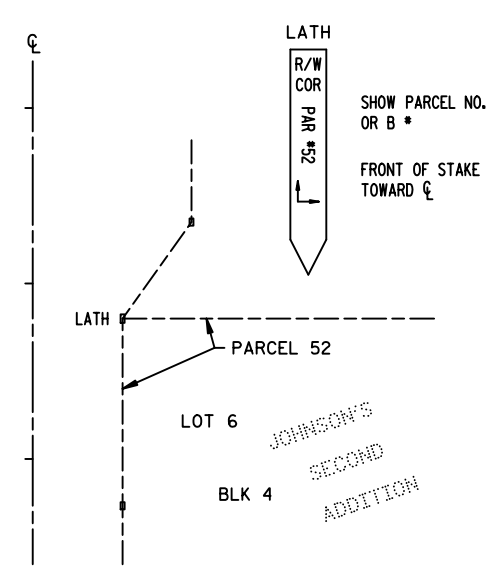 ℄
LATH
R/W
COR
PAR #52
SHOW PARCEL NO.
OR B #
FRONT OF STAKE
TOWARD ℄
LATH
PARCEL 52
LOT 6
BLK 4
JOHNSON'S
SECOND
ADDITION